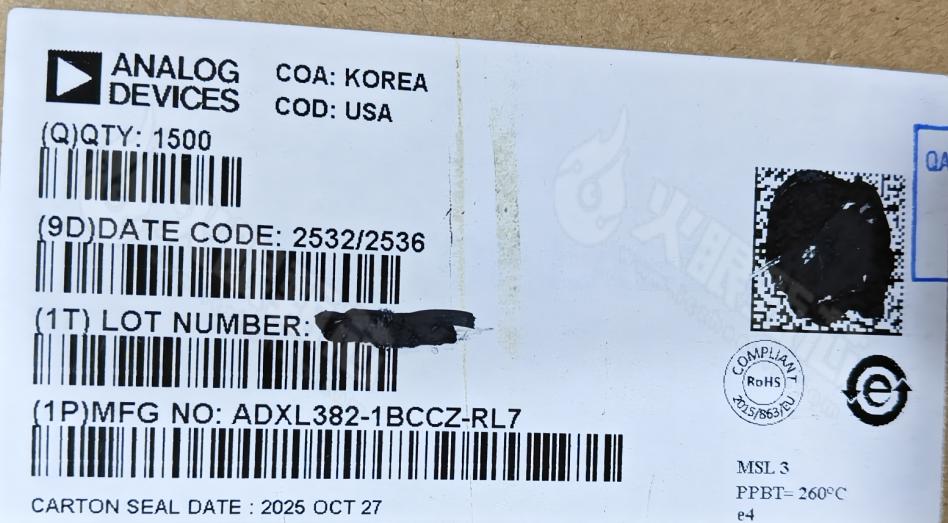 ANALOG
DEVICES
COA: KOREA
COD: USA
(Q)QTY: 1500
(9D)DATE CODE: 2532/2536
(1T) LOT NUMBER:
(1P)MFG NO: ADXL382-1BCCZ-RL7
CARTON SEAL DATE : 2025 OCT 27
QA
COMPLIANT
RoHS
2015/863/EU
e
MSL 3
PPBT= 260°C
e4
火眼